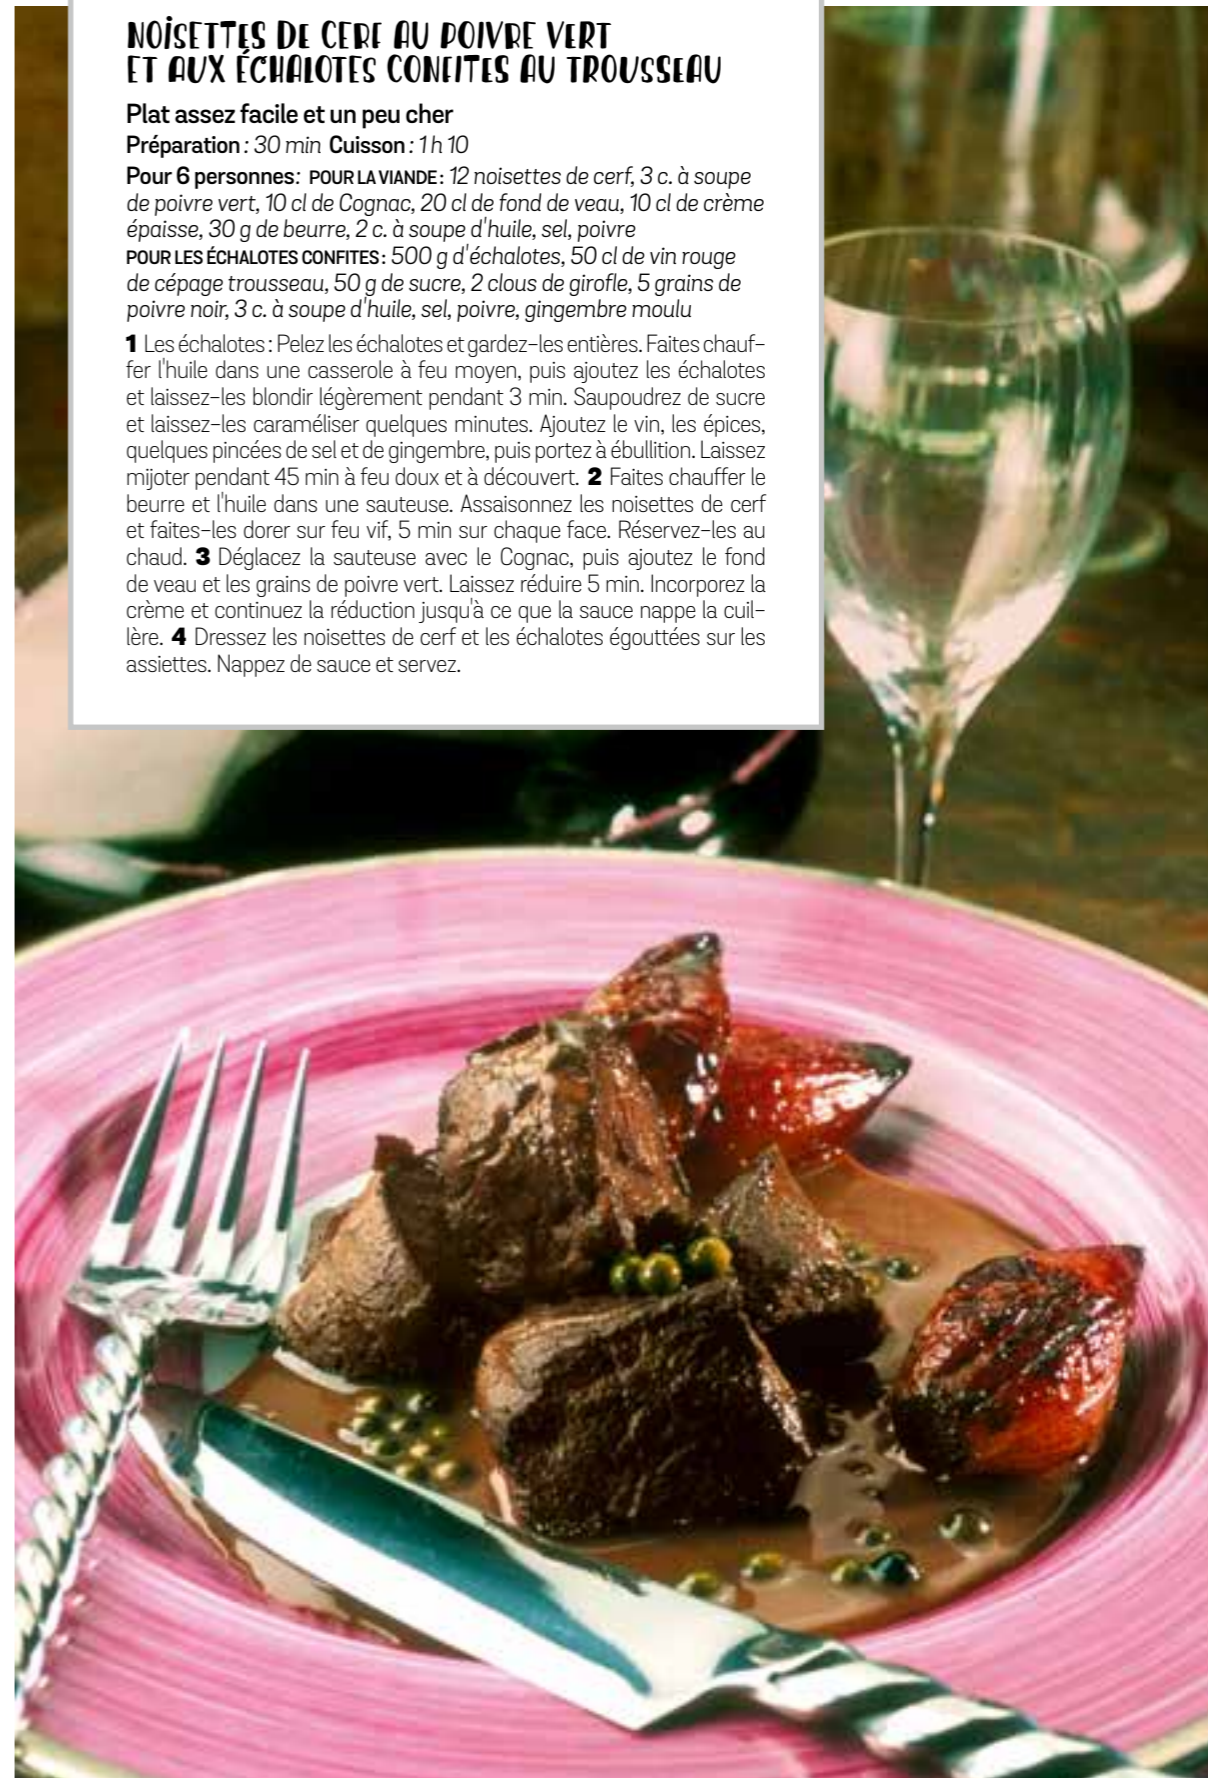 NOISETTES DE CERF AU POIVRE VERT
ET AUX ÉCHALOTES CONFITES AU TROUSSEAU
Plat assez facile et un peu cher
Préparation : 30 min Cuisson : 1 h 10
Pour 6 personnes : POUR LA VIANDE : 12 noisettes de cerf, 3 c. à soupe
de poivre vert, 10 cl de Cognac, 20 cl de fond de veau, 10 cl de crème
épaisse, 30 g de beurre, 2 c. à soupe d'huile, sel, poivre
POUR LES ÉCHALOTES CONFITES : 500 g d'échalotes, 50 cl de vin rouge
de cépage trousseau, 50 g de sucre, 2 clous de girofle, 5 grains de
poivre noir, 3 c. à soupe d'huile, sel, poivre, gingembre moulu
1 Les échalotes : Pelez les échalotes et gardez-les entières. Faites chauf-
fer l'huile dans une casserole à feu moyen, puis ajoutez les échalotes
et laissez-les blondir légèrement pendant 3 min. Saupoudrez de sucre
et laissez-les caraméliser quelques minutes. Ajoutez le vin, les épices,
quelques pincées de sel et de gingembre, puis portez à ébullition. Laissez
mijoter pendant 45 min à feu doux et à découvert. 2 Faites chauffer le
beurre et l'huile dans une sauteuse. Assaisonnez les noisettes de cerf
et faites-les dorer sur feu vif, 5 min sur chaque face. Réservez-les au
chaud. 3 Déglacez la sauteuse avec le Cognac, puis ajoutez le fond
de veau et les grains de poivre vert. Laissez réduire 5 min. Incorporez la
crème et continuez la réduction jusqu'à ce que la sauce nappe la cuil-
lère. 4 Dressez les noisettes de cerf et les échalotes égouttées sur les
assiettes. Nappez de sauce et servez.